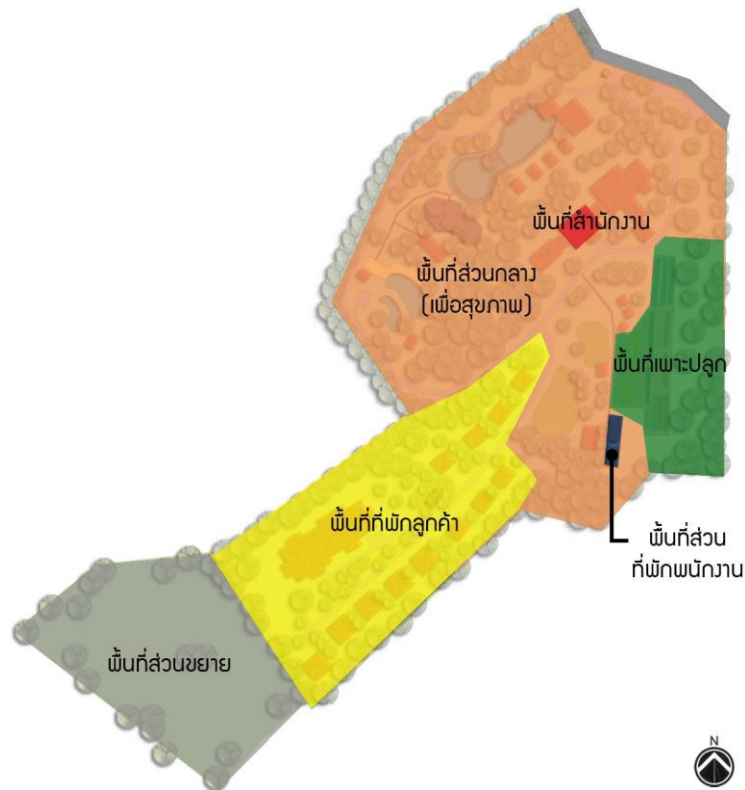 พื้นที่สำนักงาน
พื้นที่ส่วนกลาง
(เพื่อสุขภาพ)
พื้นที่เพาะปลูก
พื้นที่ที่พักลูกค้า
พื้นที่ส่วน
ที่พักพนักงาน
พื้นที่ส่วนขยาย
N